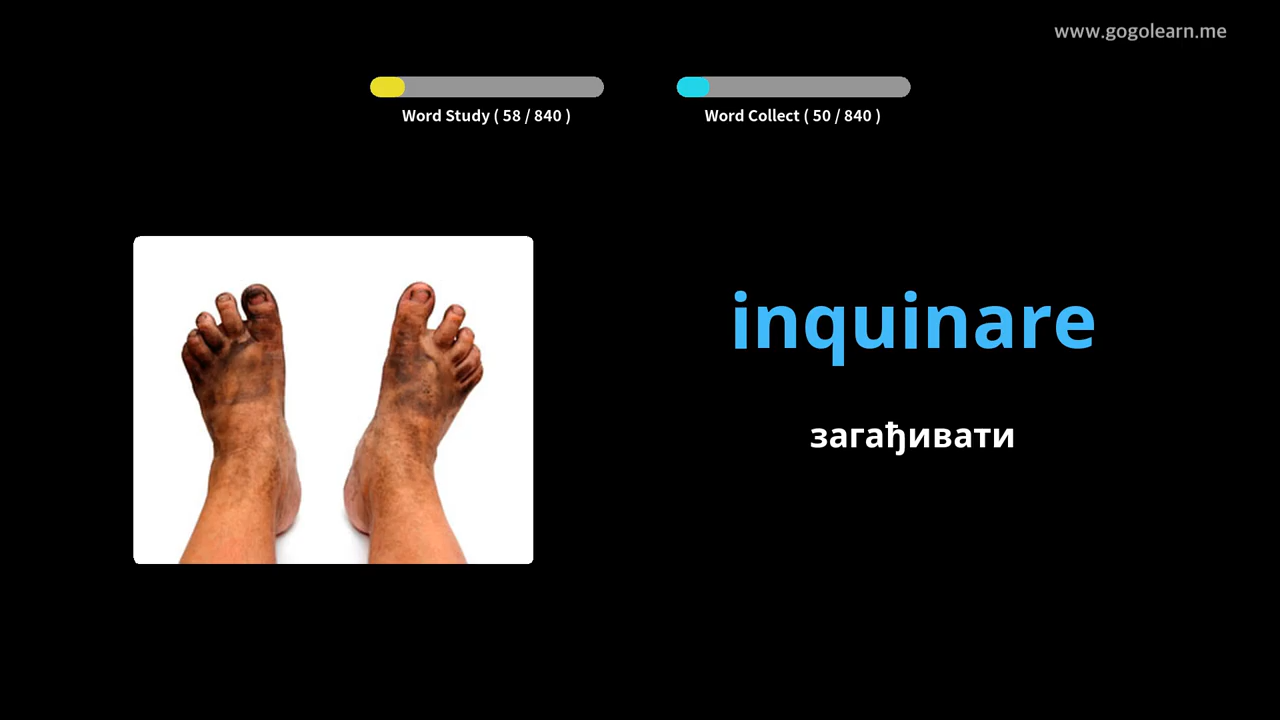 www.gogolearn.me
Word Study ( 58 / 840 )
Word Collect ( 50 / 840 )
inquinare
загађивати